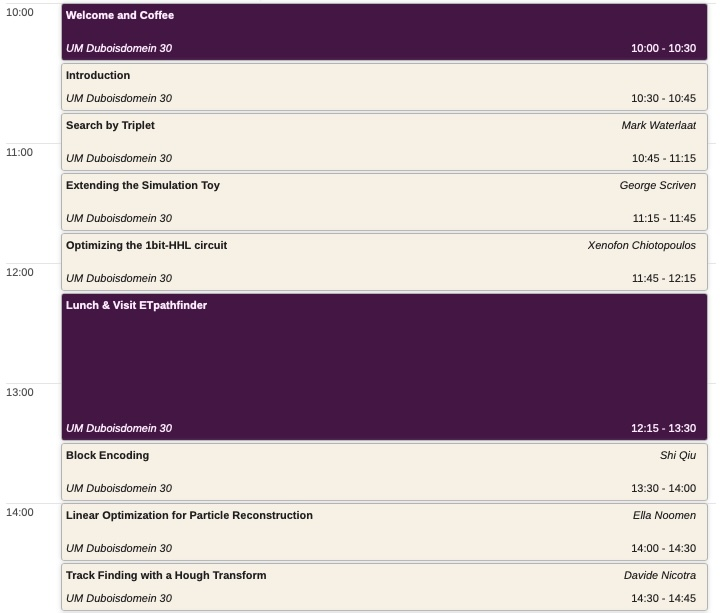 10:00
Welcome and Coffee
UM Duboisdomein 30 10:00 - 10:30
Introduction
UM Duboisdomein 30 10:30 - 10:45
Search by Triplet Mark Waterlaat
11:00
UM Duboisdomein 30 10:45 - 11:15
Extending the Simulation Toy George Scriven
UM Duboisdomein 30 11:15 - 11:45
Optimizing the 1bit-HHL circuit Xenofon Chiotopoulos
12:00
UM Duboisdomein 30 11:45 - 12:15
Lunch & Visit ETpathfinder
13:00
UM Duboisdomein 30 12:15 - 13:30
Block Encoding Shi Qiu
UM Duboisdomein 30 13:30 - 14:00
14:00
Linear Optimization for Particle Reconstruction Ella Noomen
UM Duboisdomein 30 14:00 - 14:30
Track Finding with a Hough Transform Davide Nicotra
UM Duboisdomein 30 14:30 - 14:45